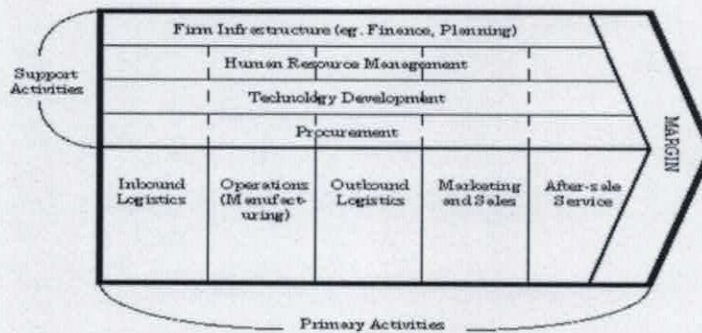 Firm Infrastructure (eg. Finance, Planning)
Human Resource Management
Technology Development
Procurement
Support
Activities
Inbound
Logistics
Operations
(Manufact-
uring)
Outbound
Logistics
Marketing
and Sales
After-sale
Service
MARGIN
Primary Activities